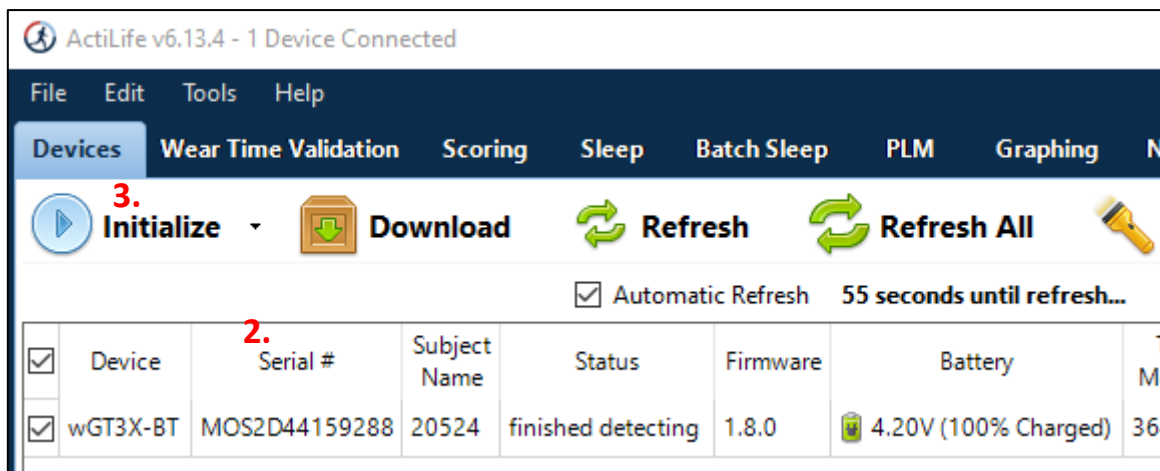 ActiLife v6.13.4 - 1 Device Connected
File Edit Tools Help
Devices Wear Time Validation Scoring Sleep Batch Sleep PLM Graphing
3.
Initialize Download Refresh Refresh All
Automatic Refresh 55 seconds until refresh...
2.
Device Serial # Subject Name Status Firmware Battery
wGT3X-BT MOS2D44159288 20524 finished detecting 1.8.0 4.20V (100% Charged) 36